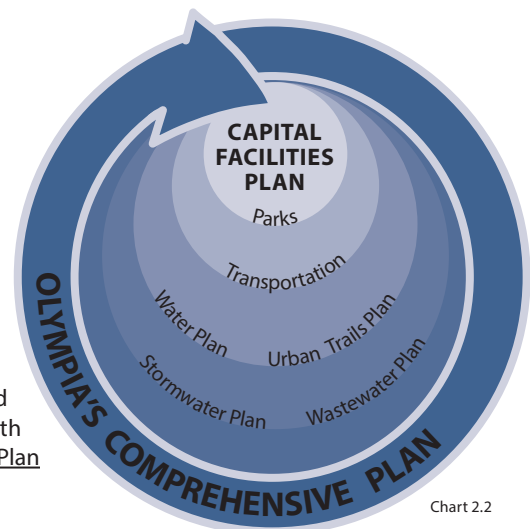 CAPITAL
FACILITIES
PLAN
Parks
Transportation
Water Plan
Urban Trails Plan
Stormwater Plan
Wastewater Plan
OLYMPIA'S COMPREHENSIVE PLAN
Plan
Chart 2.2